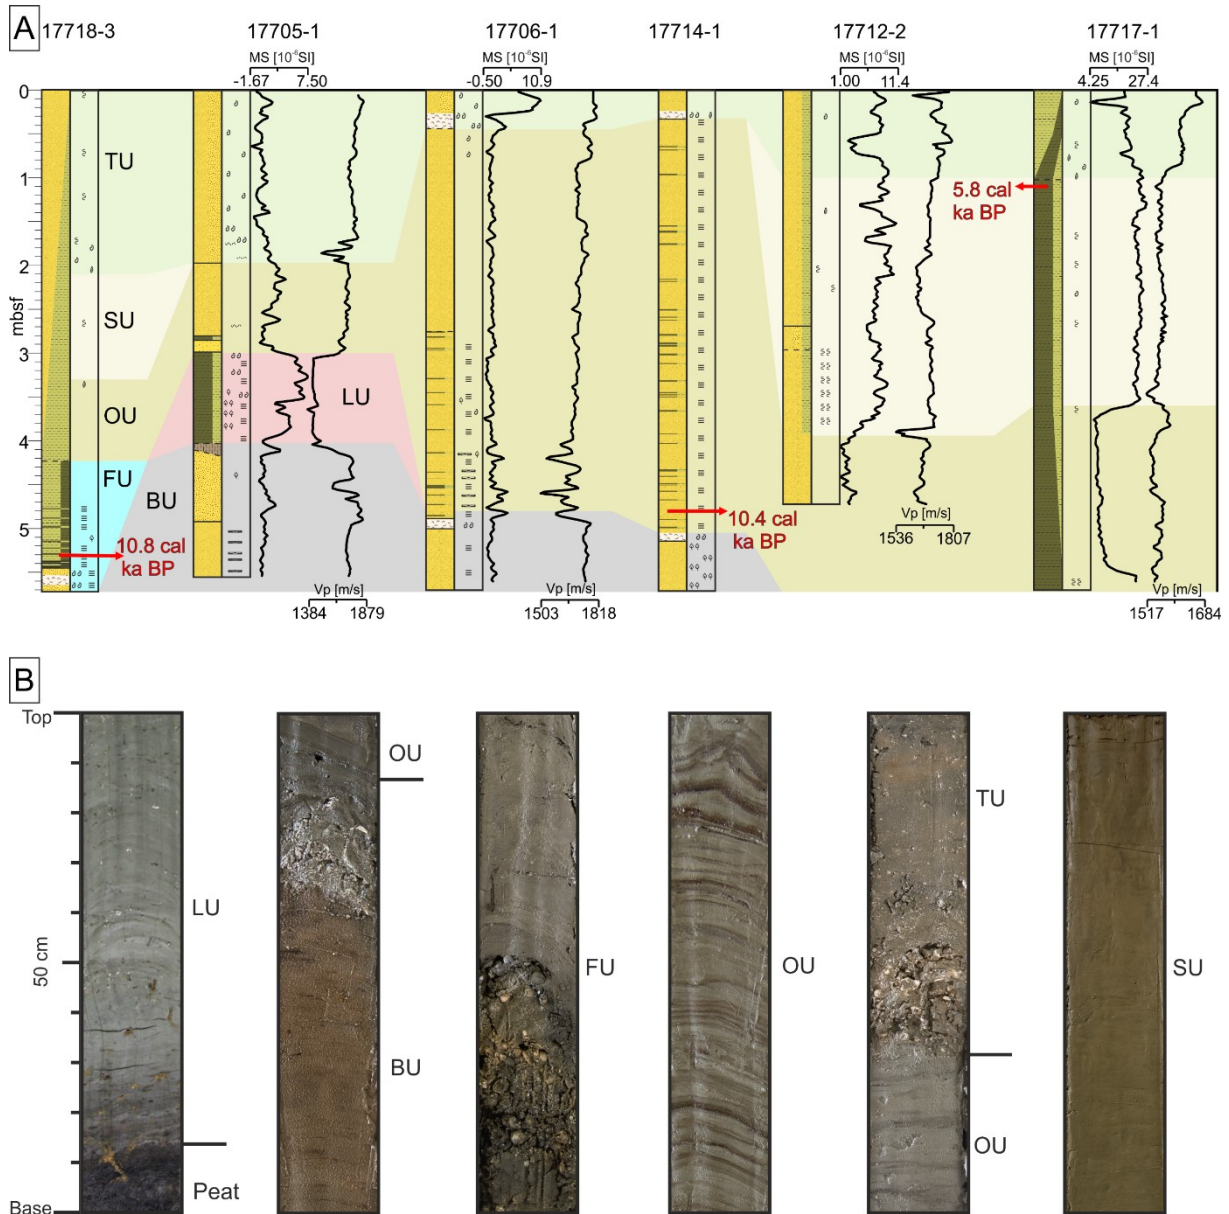 A
17718-3 17705-1 17706-1 17714-1 17712-2 17717-1
MS [10⁻⁶SI] MS [10⁻⁶SI] MS [10⁻⁶SI] MS [10⁻⁶SI]
-1.67 7.50 -0.50 10.9 1.00 11.4 4.25 27.4
0
TU
1
5.8 cal
ka BP
2
mbsf
SU
3
LU
OU
4
FU
BU
5
10.8 cal
ka BP
10.4 cal
ka BP
1536 1807
Vp [m/s]
Vp [m/s] Vp [m/s] Vp [m/s]
1384 1879 1503 1818 1517 1684
B
Top
OU
TU
LU
50 cm
FU
OU
SU
BU
OU
Peat
Base